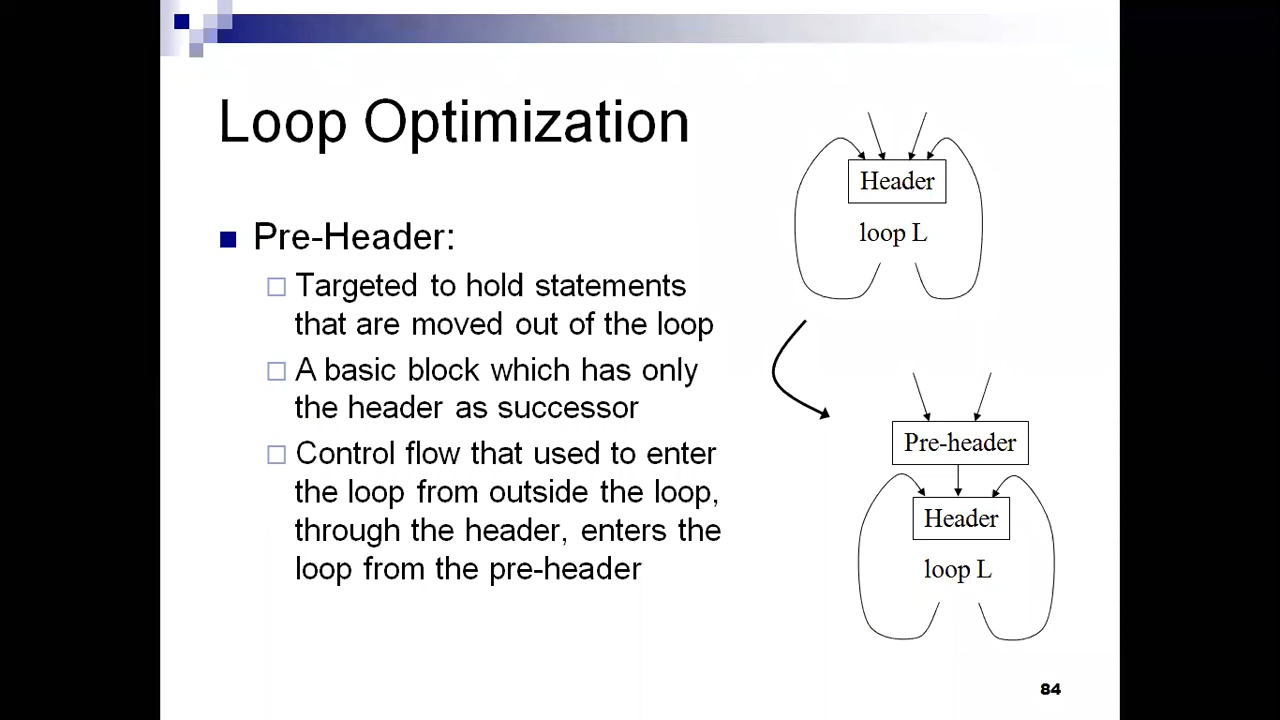 Loop Optimization
Pre-Header:
Targeted to hold statements
that are moved out of the loop
A basic block which has only
the header as successor
Control flow that used to enter
the loop from outside the loop,
through the header, enters the
loop from the pre-header
Header
loop L
Pre-header
Header
loop L
84